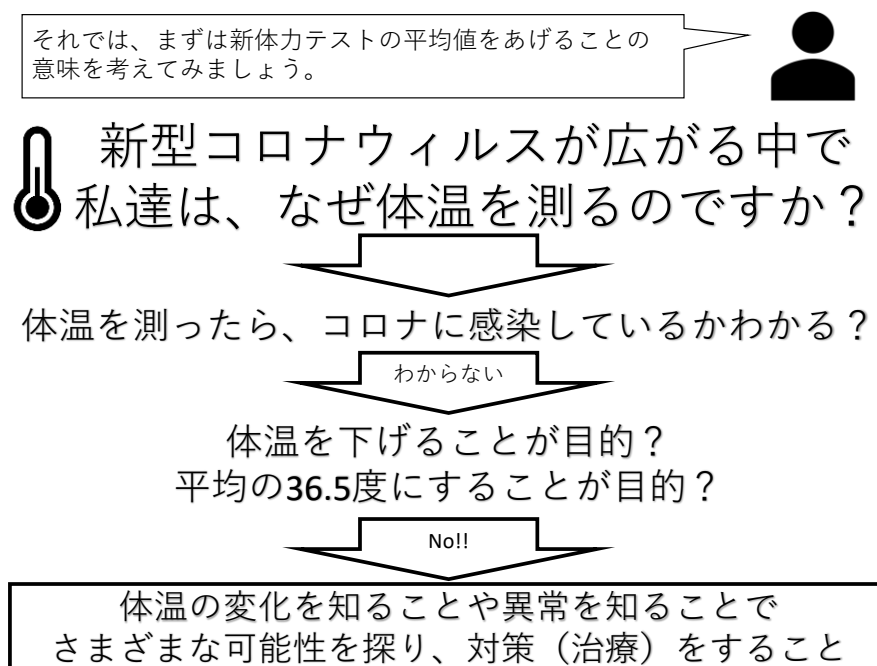 それでは、まずは新体力テストの平均値をあげることの
意味を考えてみましょう。
新型コロナウィルスが広がる中で
私達は、なぜ体温を測るのですか？
体温を測ったら、コロナに感染しているかわかる？
わからない
体温を下げることが目的？
平均の36.5度にすることが目的？
No!!
体温の変化を知ることや異常を知ることで
さまざまな可能性を探り、対策（治療）をすること